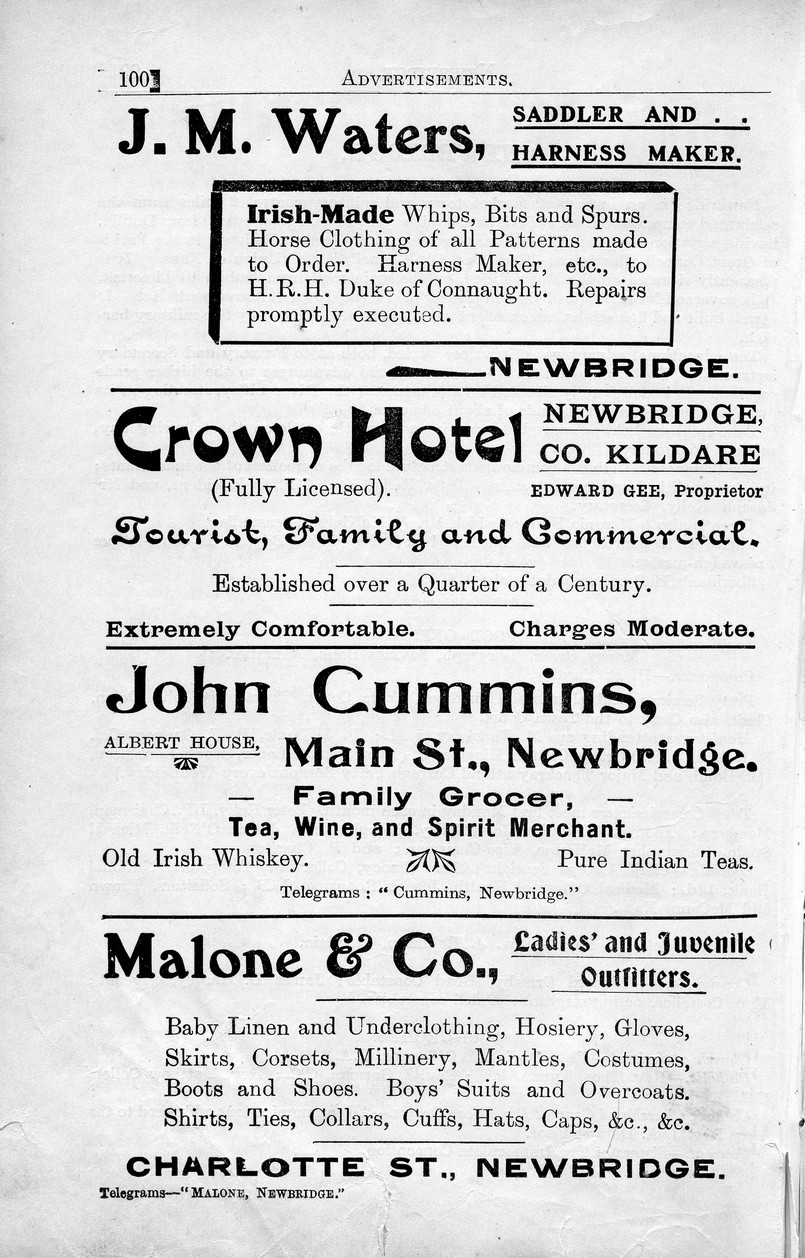 100]
ADVERTISEMENTS.
J. M. Waters,
SADDLER AND . .
HARNESS MAKER.
Irish-Made Whips, Bits and Spurs.
Horse Clothing of all Patterns made
to Order. Harness Maker, etc., to
H.R.H. Duke of Connaught. Repairs
promptly executed.
NEWBRIDGE.
Crown Hotel
NEWBRIDGE,
CO. KILDARE
(Fully Licensed).
EDWARD GEE, Proprietor
Tourist, Family and Commercial.
Established over a Quarter of a Century.
Extremely Comfortable. Charges Moderate.
John Cummins,
ALBERT HOUSE,
Main St., Newbridge.
— Family Grocer, —
Tea, Wine, and Spirit Merchant.
Old Irish Whiskey. Pure Indian Teas.
Telegrams : “ Cummins, Newbridge.”
Malone & Co.,
Ladies' and Juvenile
Outfitters.
Baby Linen and Underclothing, Hosiery, Gloves,
Skirts, Corsets, Millinery, Mantles, Costumes,
Boots and Shoes. Boys' Suits and Overcoats.
Shirts, Ties, Collars, Cuffs, Hats, Caps, &c., &c.
CHARLOTTE ST., NEWBRIDGE.
Telegrams—“MALONE, NEWBRIDGE.”